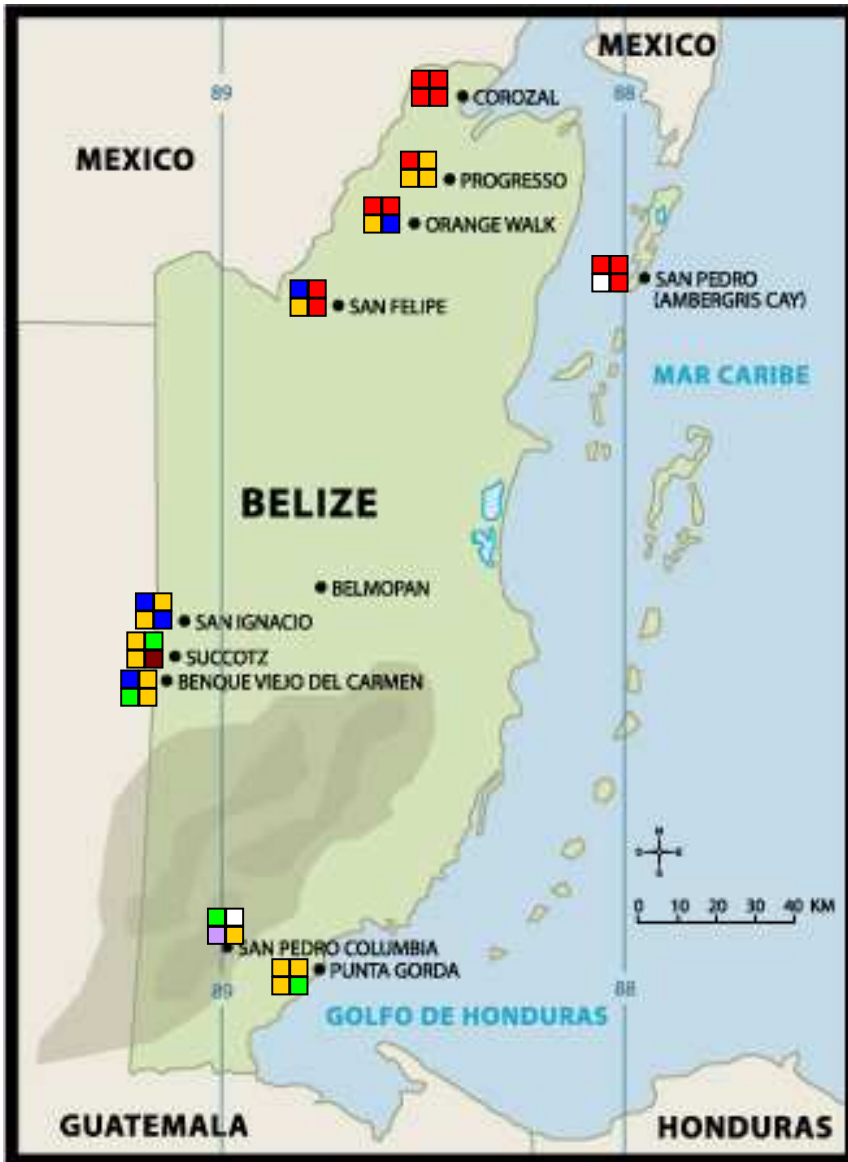 MEXICO
89
88
COROZAL
MEXICO
PROGRESSO
ORANGE WALK
SAN PEDRO
(AMBERGRIS CAY)
SAN FELIPE
MAR CARIBE
BELIZE
BELMOPAN
SAN IGNACIO
SUCCOTZ
BENQUE VIEJO DEL CARMEN
0 10 20 30 40 KM
SAN PEDRO COLUMBIA
PUNTA GORDA
89
88
GOLFO DE HONDURAS
GUATEMALA
HONDURAS